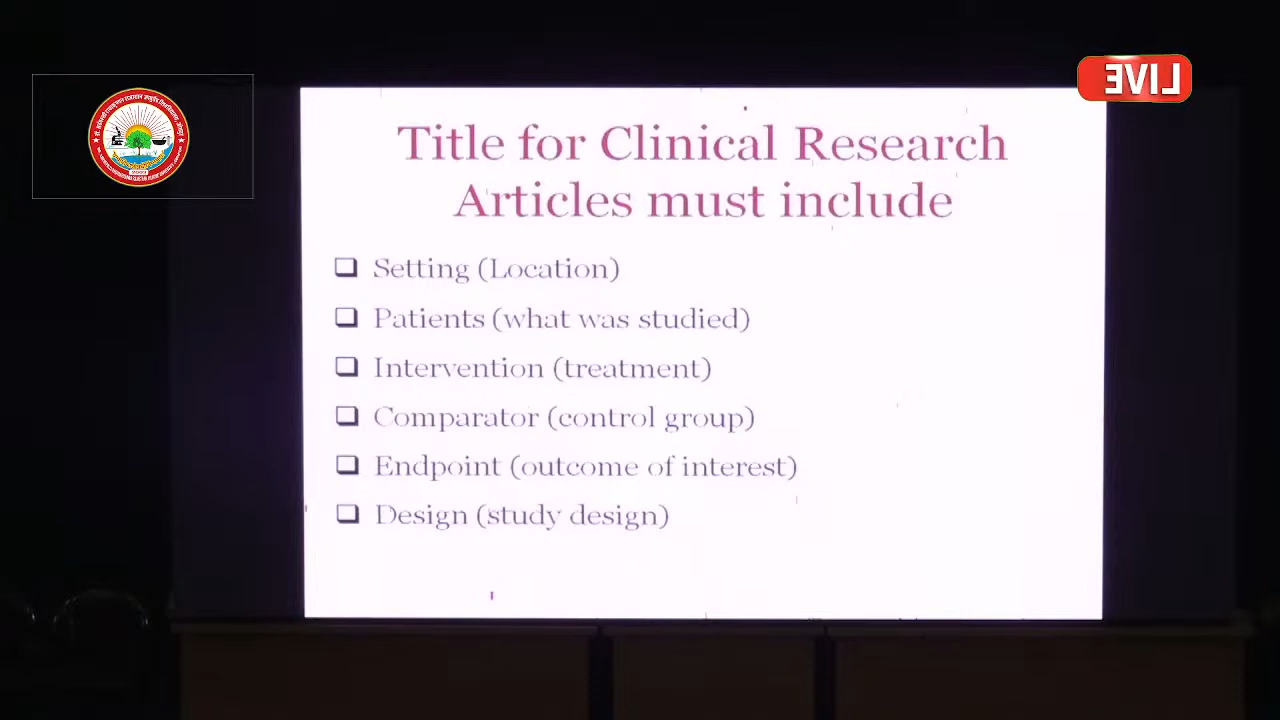 LIVE
Title for Clinical Research
Articles must include
Setting (Location)
Patients (what was studied)
Intervention (treatment)
Comparator (control group)
Endpoint (outcome of interest)
Design (study design)